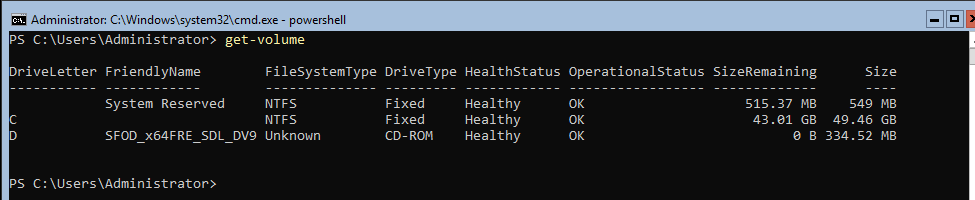 Administrator: C:\Windows\system32\cmd.exe - powershell
PS C:\Users\Administrator> get-volume
DriveLetter FriendlyName        FileSystemType DriveType HealthStatus OperationalStatus SizeRemaining      Size
----------- ------------        -------------- --------- ------------ ----------------- -------------      ----
            System Reserved     NTFS           Fixed     Healthy      OK                    515.37 MB    549 MB
C                               NTFS           Fixed     Healthy      OK                     43.01 GB  49.46 GB
D           SFOD_x64FRE_SDL_DV9 Unknown        CD-ROM    Healthy      OK                          0 B 334.52 MB
PS C:\Users\Administrator>